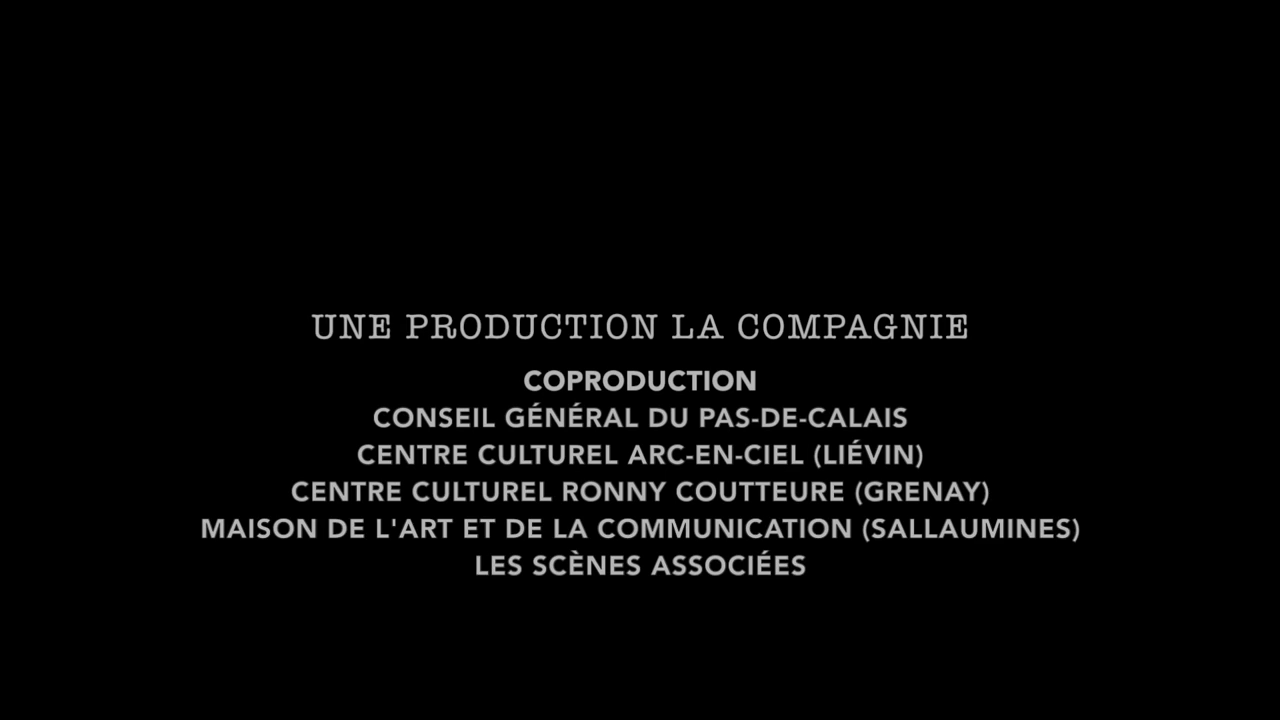 UNE PRODUCTION LA COMPAGNIE
COPRODUCTION
CONSEIL GÉNÉRAL DU PAS-DE-CALAIS
CENTRE CULTUREL ARC-EN-CIEL (LIÉVIN)
CENTRE CULTUREL RONNY COUTTEURE (GRENAY)
MAISON DE L'ART ET DE LA COMMUNICATION (SALLAUMINES)
LES SCÈNES ASSOCIÉES